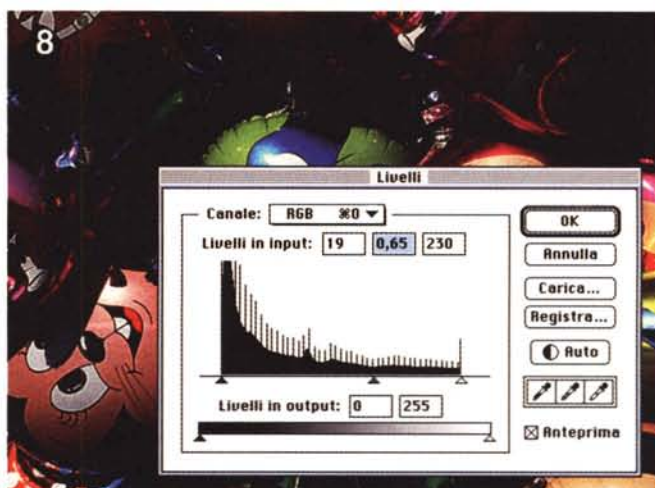 8
Livelli
Canale: RGB ⌘0
Livelli in input: 19 0,65 230
Livelli in output: 0 255
OK
Annulla
Carica...
Registra...
Auto
Anteprima